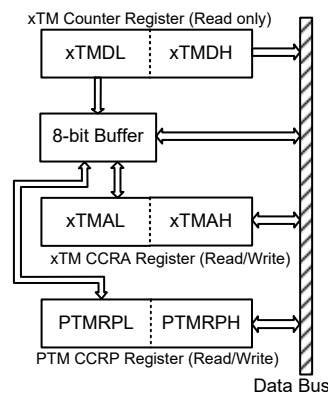 xTM Counter Register (Read only)
xTMDL xTMDH
8-bit Buffer
xTMAL xTMAH
xTM CCRA Register (Read/Write)
PTMRPL PTMRPH
PTM CCRP Register (Read/Write)
Data Bus